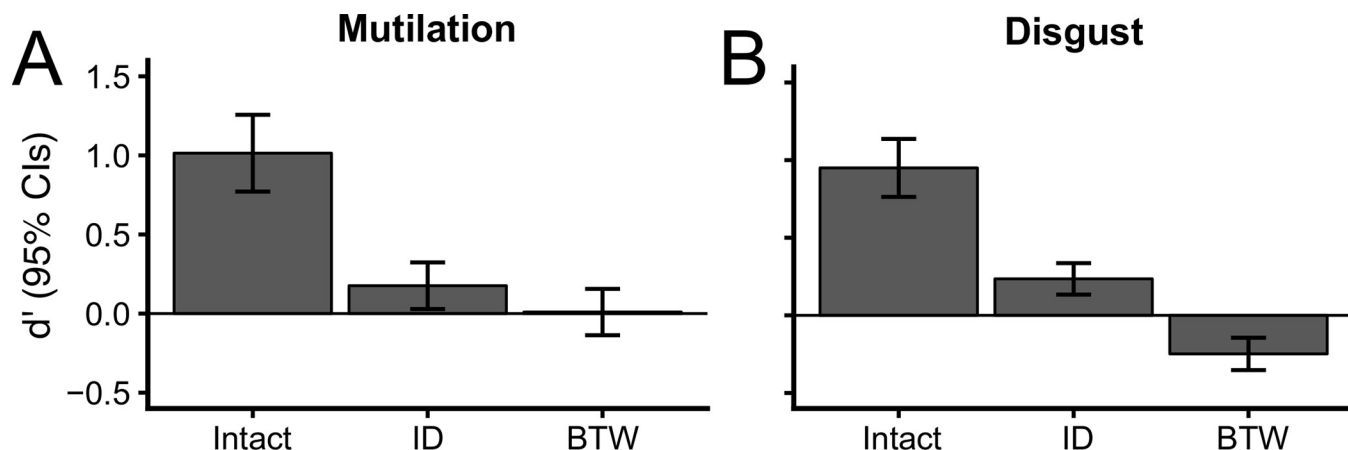 A
Mutilation
d' (95% CIs)
1.5
1.0
0.5
0.0
−0.5
Intact ID BTW
B
Disgust
Intact ID BTW